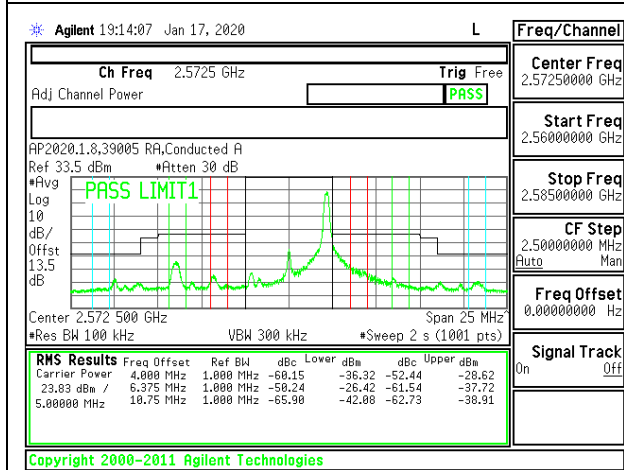 Agilent 19:14:07 Jan 17, 2020 L
Freq/Channel
Ch Freq 2.5725 GHz Trig Free
Adj Channel Power PASS
Center Freq
2.57250000 GHz
Start Freq
2.56000000 GHz
Stop Freq
2.58500000 GHz
CF Step
2.50000000 MHz
Auto Man
Freq Offset
0.00000000 Hz
Signal Track
On Off
AP2020.1.8,39005 RA,Conducted A
Ref 33.5 dBm #Atten 30 dB
#Avg
Log
10
dB/
Offst
13.5
dB
PASS LIMIT1
Center 2.572 500 GHz Span 25 MHz
#Res BW 100 kHz VBW 300 kHz #Sweep 2 s (1001 pts)
RMS Results Freq Offset Ref BW dBc Lower dBm dBc Upper dBm
Carrier Power 4.000 MHz 1.000 MHz -60.15 -36.32 -52.44 -28.62
23.83 dBm / 6.375 MHz 1.000 MHz -50.24 -26.42 -61.54 -37.72
5.00000 MHz 10.75 MHz 1.000 MHz -65.90 -42.08 -62.73 -38.91
Copyright 2000-2011 Agilent Technologies